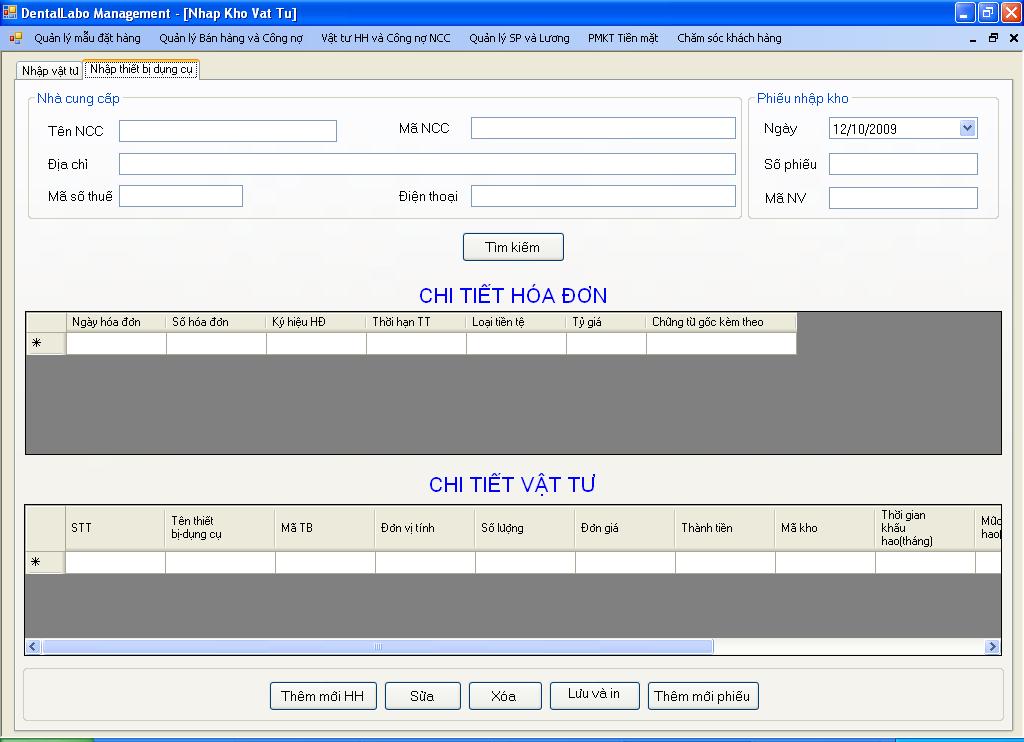 DentalLabo Management - [Nhap Kho Vat Tu]
Quản lý mẫu đặt hàng Quản lý Bán hàng và Công nợ Vật tư HH và Công nợ NCC Quản lý SP và Lương PMKT Tiền mặt Chăm sóc khách hàng
Nhập vật tư Nhập thiết bị dụng cụ
Nhà cung cấp Phiếu nhập kho
Tên NCC Mã NCC Ngày 12/10/2009
Địa chỉ Số phiếu
Mã số thuế Điện thoại Mã NV
Tìm kiếm
CHI TIẾT HÓA ĐƠN
Ngày hóa đơn Số hóa đơn Ký hiệu HĐ Thời hạn TT Loại tiền tệ Tỷ giá Chứng từ gốc kèm theo
CHI TIẾT VẬT TƯ
STT Tên thiết bị-dụng cụ Mã TB Đơn vị tính Số lượng Đơn giá Thành tiền Mã kho Thời gian khấu hao(tháng)
Thêm mới HH Sửa Xóa Lưu và in Thêm mới phiếu